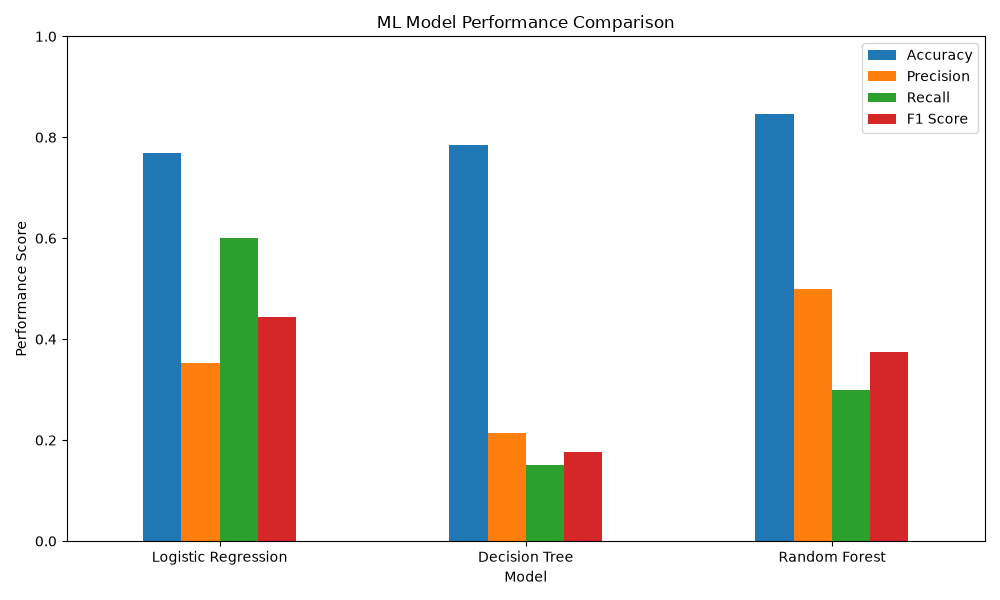 ML Model Performance Comparison
Accuracy
Precision
Recall
F1 Score
Performance Score
1.0
0.8
0.6
0.4
0.2
0.0
Logistic Regression
Decision Tree
Random Forest
Model